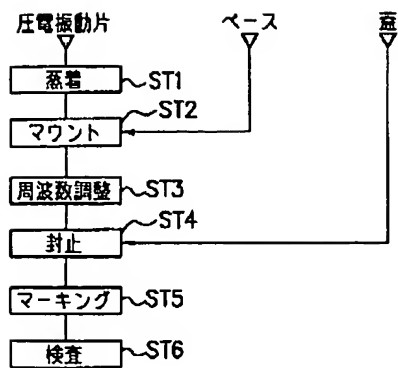 圧電振動片 ベース 蓋
蒸着 ST1
ST2
マウント
周波数調整 ST3
ST4
封止
マーキング ST5
検査 ST6